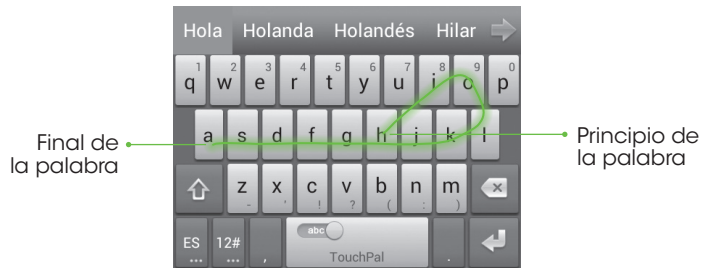 Hola Holanda Holandés Hilar
1 2 3 4 5 6 7 8 9 0
q w e r t y u i o p
a s d f g h j k l
Final de
la palabra
Principio de
la palabra
z x c v b n m
- ' ! ? ( : )
ES 12# , abc .
... ... TouchPal